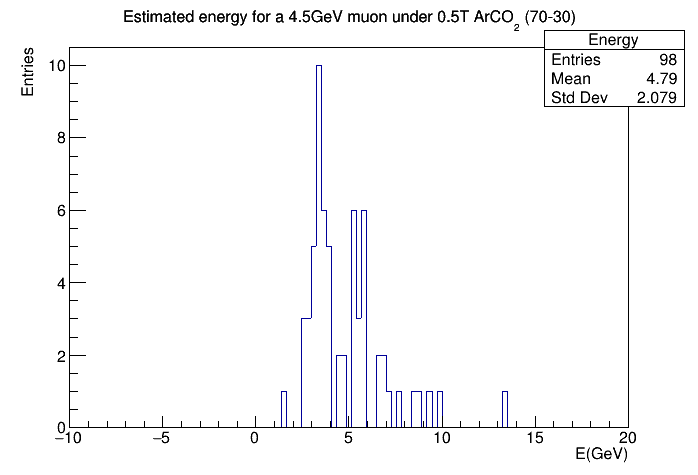 Estimated energy for a 4.5GeV muon under 0.5T ArCO2 (70-30)
Energy
Entries 98
Mean 4.79
Std Dev 2.079
Entries
10
8
6
4
2
0
−10 −5 0 5 10 15 20
E(GeV)